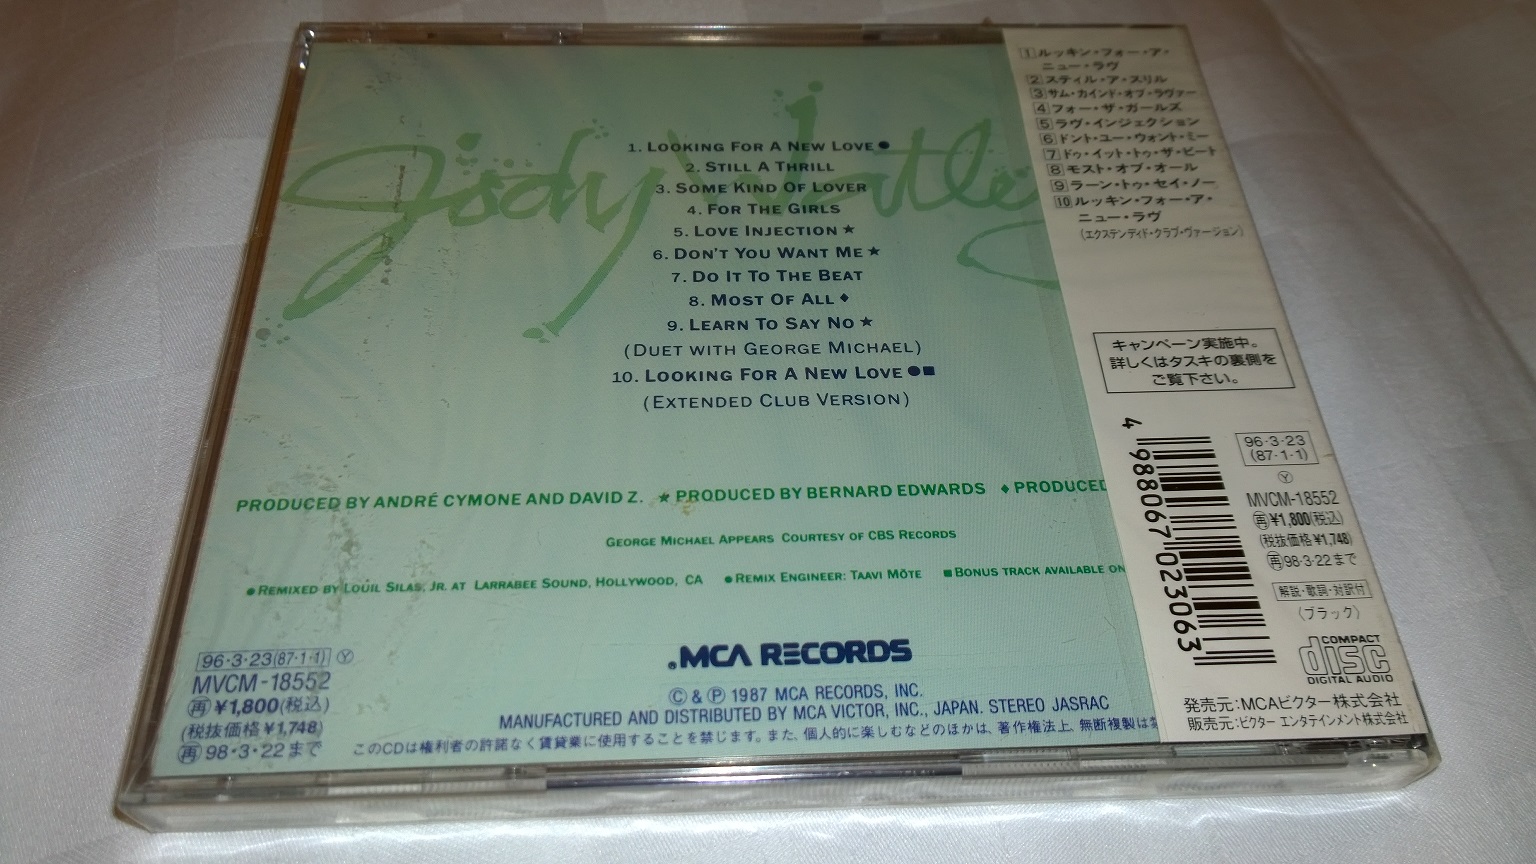 Jody Watley
1. LOOKING FOR A NEW LOVE ●
2. STILL A THRILL
3. SOME KIND OF LOVER
4. FOR THE GIRLS
5. LOVE INJECTION ★
6. DON'T YOU WANT ME ★
7. DO IT TO THE BEAT
8. MOST OF ALL ♦
9. LEARN TO SAY NO ★
(DUET WITH GEORGE MICHAEL)
10. LOOKING FOR A NEW LOVE ●■
(EXTENDED CLUB VERSION)
PRODUCED BY ANDRÉ CYMONE AND DAVID Z. ★ PRODUCED BY BERNARD EDWARDS ♦ PRODUCED
GEORGE MICHAEL APPEARS COURTESY OF CBS RECORDS
● REMIXED BY LOUIL SILAS, JR. AT LARRABEE SOUND, HOLLYWOOD, CA ● REMIX ENGINEER: TAAVI MÔTE ■ BONUS TRACK AVAILABLE ON
MCA RECORDS
Ⓒ & Ⓟ 1987 MCA RECORDS, INC.
MANUFACTURED AND DISTRIBUTED BY MCA VICTOR, INC., JAPAN. STEREO JASRAC
このCDは権利者の許諾なく賃貸業に使用することを禁じます。また、個人的に楽しむなどのほかは、著作権法上、無断複製は
96・3・23(87・1・1) Ⓨ
MVCM-18552
㊢ ¥1,800(税込)
(税抜価格¥1,748)
㊢ 98・3・22まで
1 ルッキン・フォー・ア・
ニュー・ラヴ
2 スティル・ア・スリル
3 サム・カインド・オブ・ラヴァー
4 フォー・ザ・ガールズ
5 ラヴ・インジェクション
6 ドント・ユー・ウォント・ミー
7 ドゥ・イット・トゥ・ザ・ビート
8 モスト・オブ・オール
9 ラーン・トゥ・セイ・ノー
10 ルッキン・フォー・ア・
ニュー・ラヴ
(エクステンディド・クラブ・ヴァージョン)
キャンペーン実施中。
詳しくはタスキの裏側を
ご覧下さい。
4 988067 023063
96・3・23
(87・1・1)
Ⓨ
MVCM-18552
再 ¥1,800(税込)
(税抜価格¥1,748)
再 98・3・22まで
解説・歌詞・対訳付
〈ブラック〉
COMPACT
disc
DIGITAL AUDIO
発売元:MCAビクター株式会社
販売元:ビクター エンタテインメント株式会社